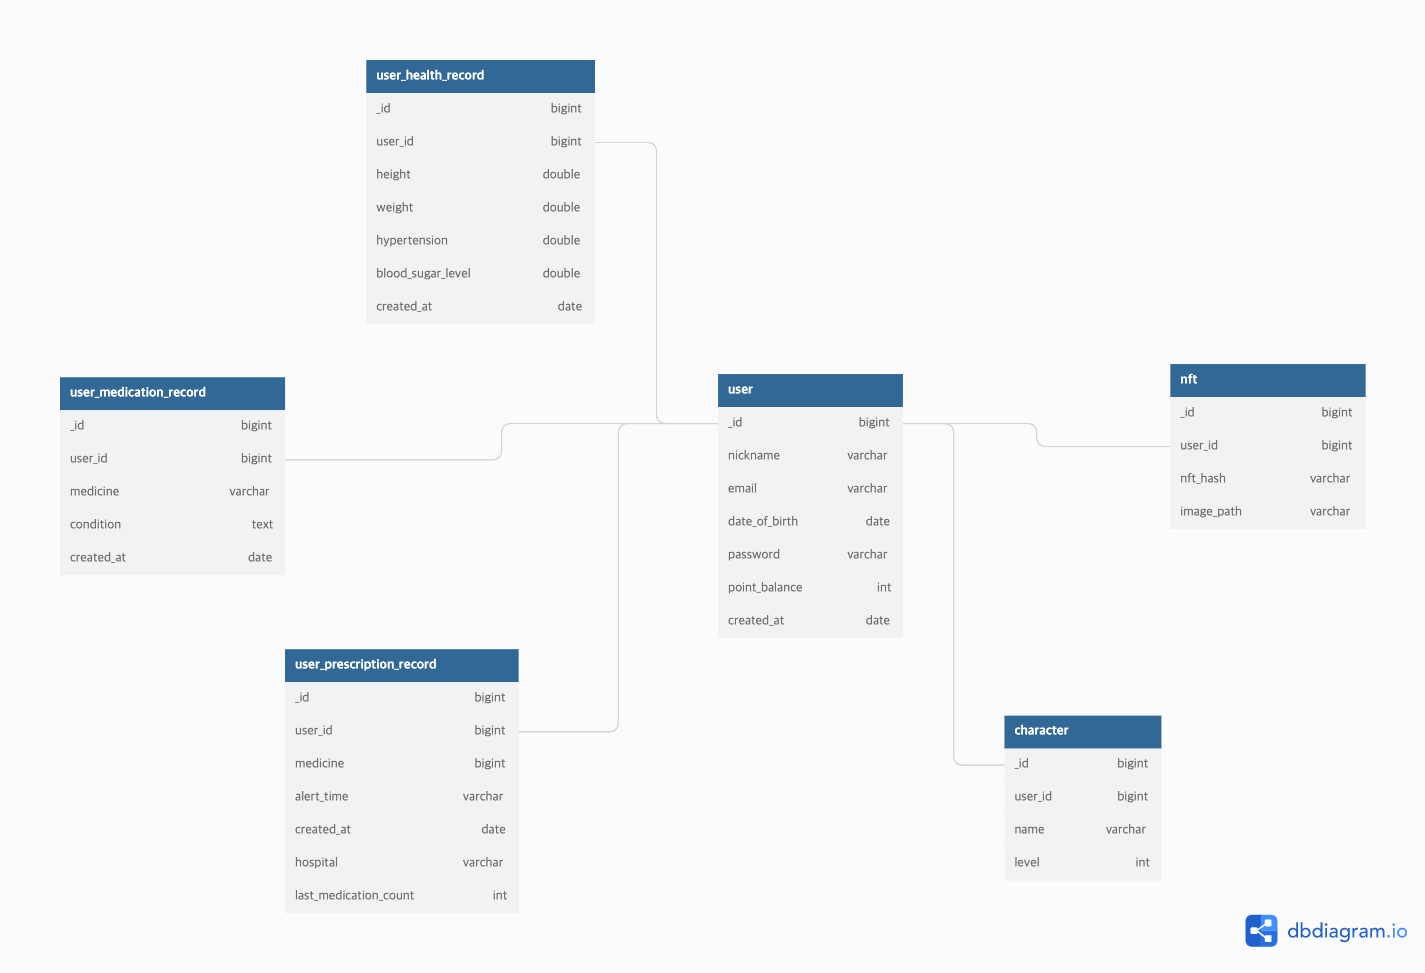 user_health_record
_id bigint
user_id bigint
height double
weight double
hypertension double
blood_sugar_level double
created_at date
user_medication_record
_id bigint
user_id bigint
medicine varchar
condition text
created_at date
user
_id bigint
nickname varchar
email varchar
date_of_birth date
password varchar
point_balance int
created_at date
nft
_id bigint
user_id bigint
nft_hash varchar
image_path varchar
user_prescription_record
_id bigint
user_id bigint
medicine bigint
alert_time varchar
created_at date
hospital varchar
last_medication_count int
character
_id bigint
user_id bigint
name varchar
level int
dbdiagram.io